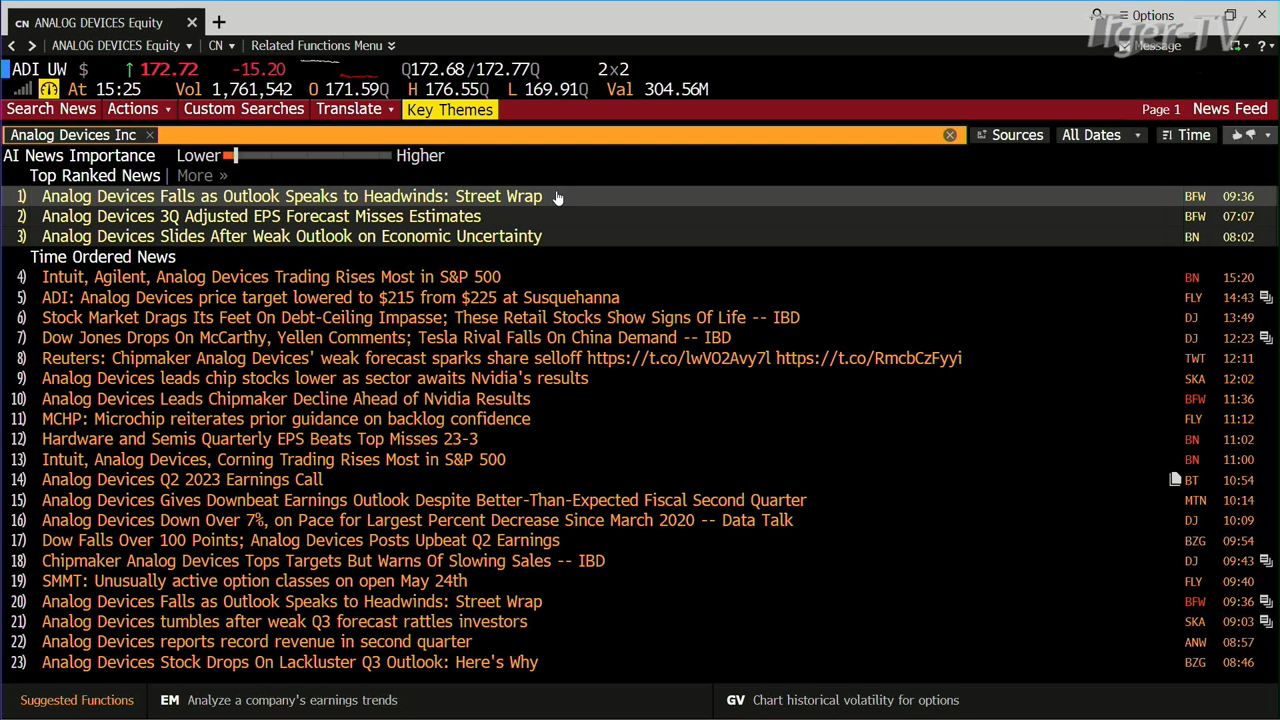 CN ANALOG DEVICES Equity × +
Options
ANALOG DEVICES Equity CN Related Functions Menu
Message ?
Tiger-TV
ADI UW $ ↑172.72 -15.20 Q172.68/172.77Q 2x2
At 15:25 Vol 1,761,542 O 171.59Q H 176.55Q L 169.91Q Val 304.56M
Search News Actions Custom Searches Translate Key Themes Page 1 News Feed
Analog Devices Inc × Sources All Dates Time
AI News Importance Lower Higher
Top Ranked News More »
1) Analog Devices Falls as Outlook Speaks to Headwinds: Street Wrap BFW 09:36
2) Analog Devices 3Q Adjusted EPS Forecast Misses Estimates BFW 07:07
3) Analog Devices Slides After Weak Outlook on Economic Uncertainty BN 08:02
Time Ordered News
4) Intuit, Agilent, Analog Devices Trading Rises Most in S&P 500 BN 15:20
5) ADI: Analog Devices price target lowered to $215 from $225 at Susquehanna FLY 14:43
6) Stock Market Drags Its Feet On Debt-Ceiling Impasse; These Retail Stocks Show Signs Of Life -- IBD DJ 13:49
7) Dow Jones Drops On McCarthy, Yellen Comments; Tesla Rival Falls On China Demand -- IBD DJ 12:23
8) Reuters: Chipmaker Analog Devices' weak forecast sparks share selloff https://t.co/lwVO2Avy7l https://t.co/RmcbCzFyyi TWT 12:11
9) Analog Devices leads chip stocks lower as sector awaits Nvidia's results SKA 12:02
10) Analog Devices Leads Chipmaker Decline Ahead of Nvidia Results BFW 11:36
11) MCHP: Microchip reiterates prior guidance on backlog confidence FLY 11:12
12) Hardware and Semis Quarterly EPS Beats Top Misses 23-3 BN 11:02
13) Intuit, Analog Devices, Corning Trading Rises Most in S&P 500 BN 11:00
14) Analog Devices Q2 2023 Earnings Call BT 10:54
15) Analog Devices Gives Downbeat Earnings Outlook Despite Better-Than-Expected Fiscal Second Quarter MTN 10:14
16) Analog Devices Down Over 7%, on Pace for Largest Percent Decrease Since March 2020 -- Data Talk DJ 10:09
17) Dow Falls Over 100 Points; Analog Devices Posts Upbeat Q2 Earnings BZG 09:54
18) Chipmaker Analog Devices Tops Targets But Warns Of Slowing Sales -- IBD DJ 09:43
19) SMMT: Unusually active option classes on open May 24th FLY 09:40
20) Analog Devices Falls as Outlook Speaks to Headwinds: Street Wrap BFW 09:36
21) Analog Devices tumbles after weak Q3 forecast rattles investors SKA 09:03
22) Analog Devices reports record revenue in second quarter ANW 08:57
23) Analog Devices Stock Drops On Lackluster Q3 Outlook: Here's Why BZG 08:46
Suggested Functions EM Analyze a company's earnings trends GV Chart historical volatility for options